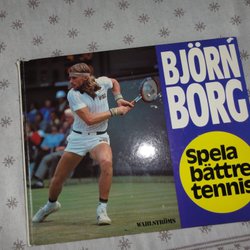 BJÖRN
BORG
Spela
bättre
tennis
WAHLSTRÖMS